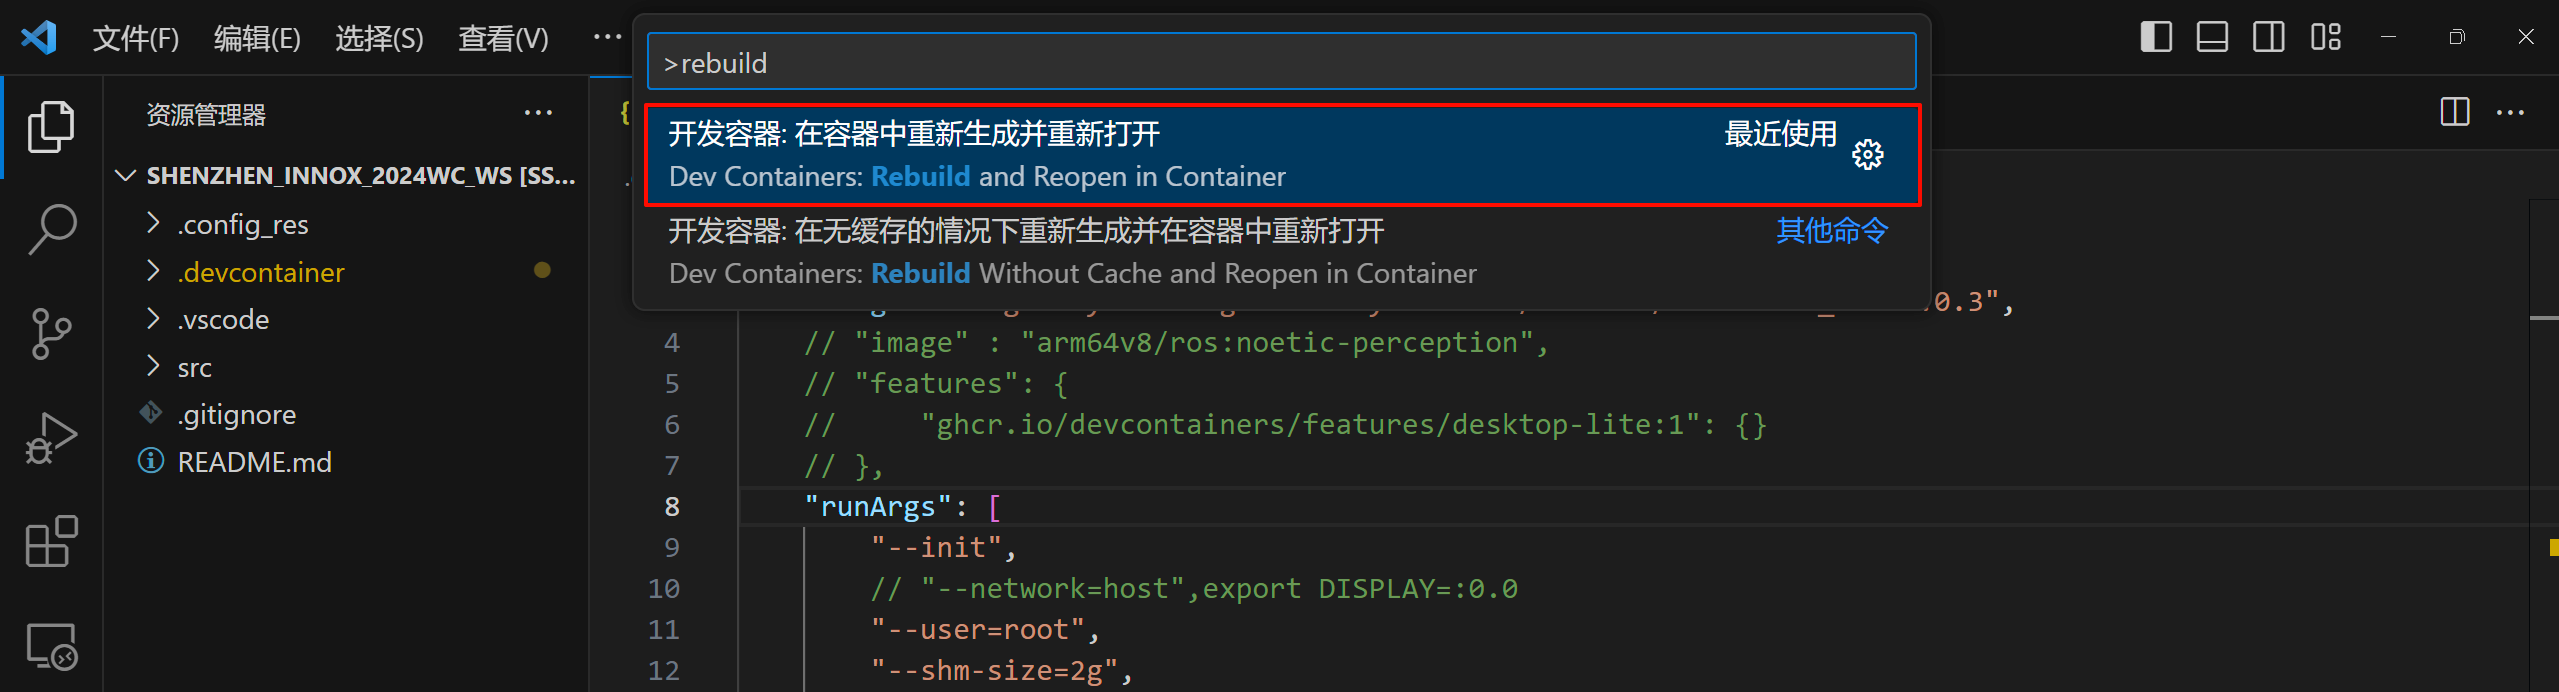 文件(F) 编辑(E) 选择(S) 查看(V) ···
>rebuild
开发容器: 在容器中重新生成并重新打开 最近使用
Dev Containers: Rebuild and Reopen in Container
开发容器: 在无缓存的情况下重新生成并在容器中重新打开 其他命令
Dev Containers: Rebuild Without Cache and Reopen in Container
资源管理器 ···
SHENZHEN_INNOX_2024WC_WS [SS...
.config_res
.devcontainer
.vscode
src
.gitignore
README.md
{
0.3",
4 // "image" : "arm64v8/ros:noetic-perception",
5 // "features": {
6 //     "ghcr.io/devcontainers/features/desktop-lite:1": {}
7 // },
8 "runArgs": [
9 "--init",
10 // "--network=host",export DISPLAY=:0.0
11 "--user=root",
12 "--shm-size=2g",